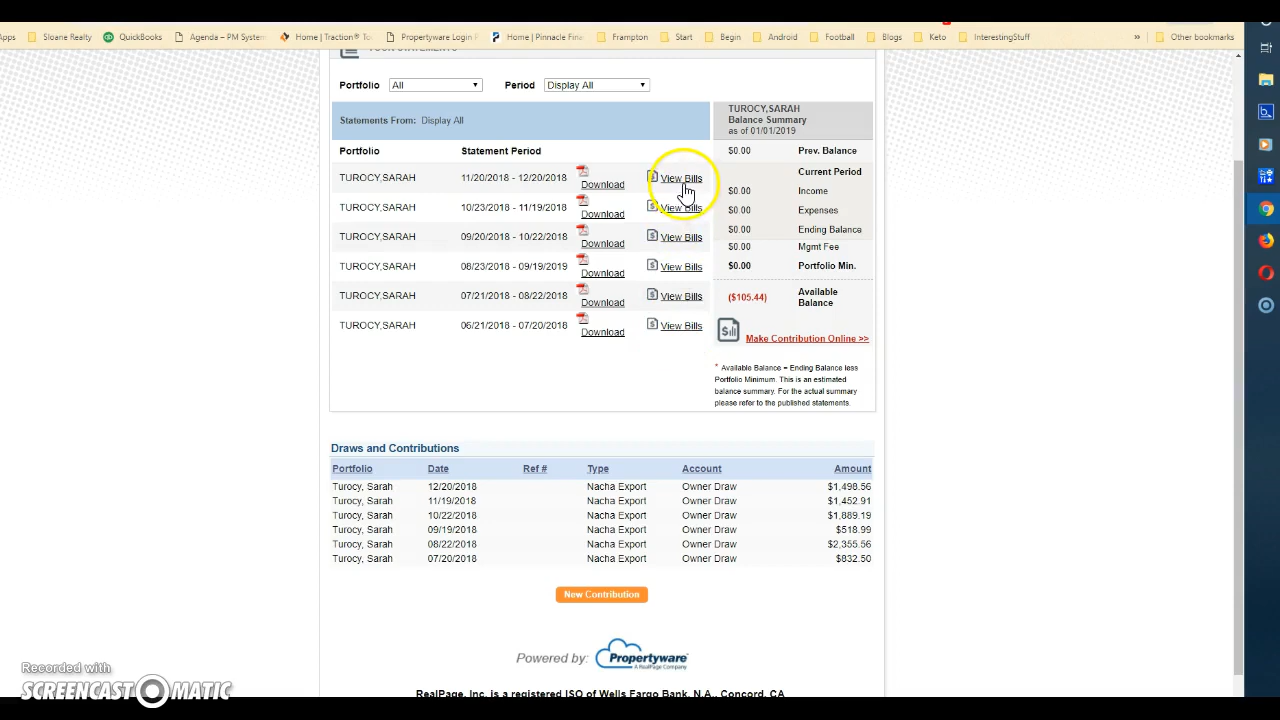 Apps Sloane Realty QuickBooks Agenda – PM System Home | Traction® To Propertyware Login Home | Pinnacle Fina Frampton Start Begin Android Football Blogs Keto InterestingStuff » Other bookmarks
YOUR STATEMENTS
Portfolio All Period Display All
Statements From: Display All
TUROCY,SARAH
Balance Summary
as of 01/01/2019
Portfolio Statement Period
$0.00 Prev. Balance
Current Period
$0.00 Income
$0.00 Expenses
$0.00 Ending Balance
$0.00 Mgmt Fee
$0.00 Portfolio Min.
($105.44) Available Balance
Make Contribution Online >>
* Available Balance = Ending Balance less
Portfolio Minimum. This is an estimated
balance summary. For the actual summary
please refer to the published statements.
TUROCY,SARAH 11/20/2018 - 12/20/2018 Download View Bills
TUROCY,SARAH 10/23/2018 - 11/19/2018 Download View Bills
TUROCY,SARAH 09/20/2018 - 10/22/2018 Download View Bills
TUROCY,SARAH 08/23/2018 - 09/19/2019 Download View Bills
TUROCY,SARAH 07/21/2018 - 08/22/2018 Download View Bills
TUROCY,SARAH 06/21/2018 - 07/20/2018 Download View Bills
Draws and Contributions
Portfolio Date Ref # Type Account Amount
Turocy, Sarah 12/20/2018 Nacha Export Owner Draw $1,498.56
Turocy, Sarah 11/19/2018 Nacha Export Owner Draw $1,452.91
Turocy, Sarah 10/22/2018 Nacha Export Owner Draw $1,889.19
Turocy, Sarah 09/19/2018 Nacha Export Owner Draw $518.99
Turocy, Sarah 08/22/2018 Nacha Export Owner Draw $2,355.56
Turocy, Sarah 07/20/2018 Nacha Export Owner Draw $832.50
New Contribution
Powered by: Propertyware
A RealPage Company
RealPage, Inc. is a registered ISO of Wells Fargo Bank, N.A., Concord, CA
Recorded with
SCREENCAST-O-MATIC